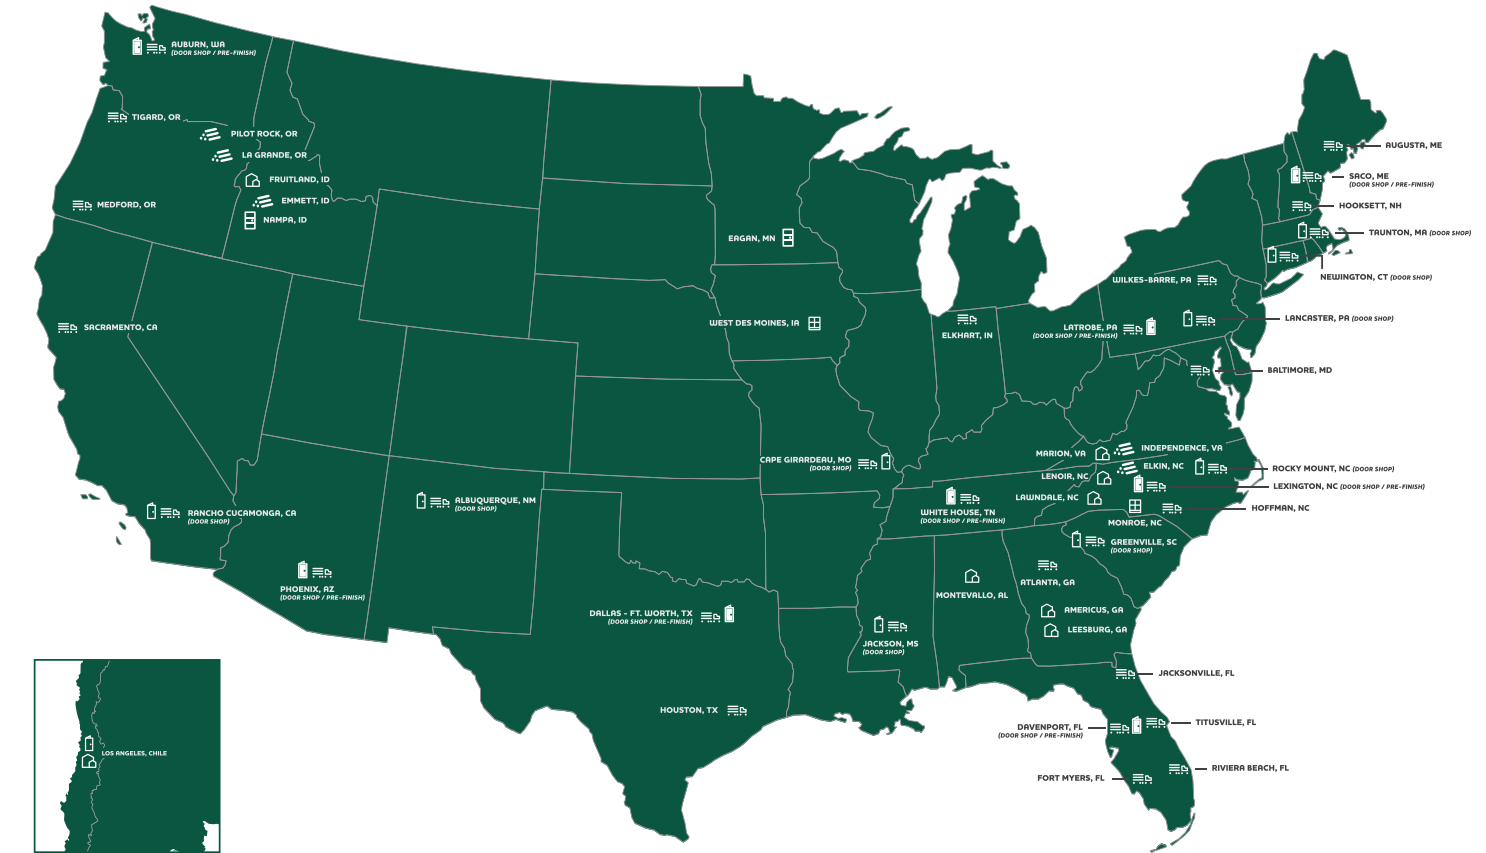 AUBURN, WA
(DOOR SHOP / PRE-FINISH)
TIGARD, OR
PILOT ROCK, OR
LA GRANDE, OR
FRUITLAND, ID
EMMETT, ID
NAMPA, ID
MEDFORD, OR
SACRAMENTO, CA
RANCHO CUCAMONGA, CA
(DOOR SHOP)
PHOENIX, AZ
(DOOR SHOP / PRE-FINISH)
ALBUQUERQUE, NM
(DOOR SHOP)
DALLAS - FT. WORTH, TX
(DOOR SHOP / PRE-FINISH)
HOUSTON, TX
EAGAN, MN
WEST DES MOINES, IA
CAPE GIRARDEAU, MO
(DOOR SHOP)
ELKHART, IN
WHITE HOUSE, TN
(DOOR SHOP / PRE-FINISH)
JACKSON, MS
(DOOR SHOP)
MONTEVALLO, AL
ATLANTA, GA
AMERICUS, GA
LEESBURG, GA
AUGUSTA, ME
SACO, ME
(DOOR SHOP / PRE-FINISH)
HOOKSETT, NH
TAUNTON, MA (DOOR SHOP)
NEWINGTON, CT (DOOR SHOP)
WILKES-BARRE, PA
LANCASTER, PA (DOOR SHOP)
LATROBE, PA
(DOOR SHOP / PRE-FINISH)
BALTIMORE, MD
MARION, VA
INDEPENDENCE, VA
ELKIN, NC
LENOIR, NC
LAWNDALE, NC
ROCKY MOUNT, NC (DOOR SHOP)
LEXINGTON, NC (DOOR SHOP / PRE-FINISH)
HOFFMAN, NC
MONROE, NC
GREENVILLE, SC
(DOOR SHOP)
JACKSONVILLE, FL
DAVENPORT, FL
(DOOR SHOP / PRE-FINISH)
TITUSVILLE, FL
RIVIERA BEACH, FL
FORT MYERS, FL
LOS ANGELES, CHILE